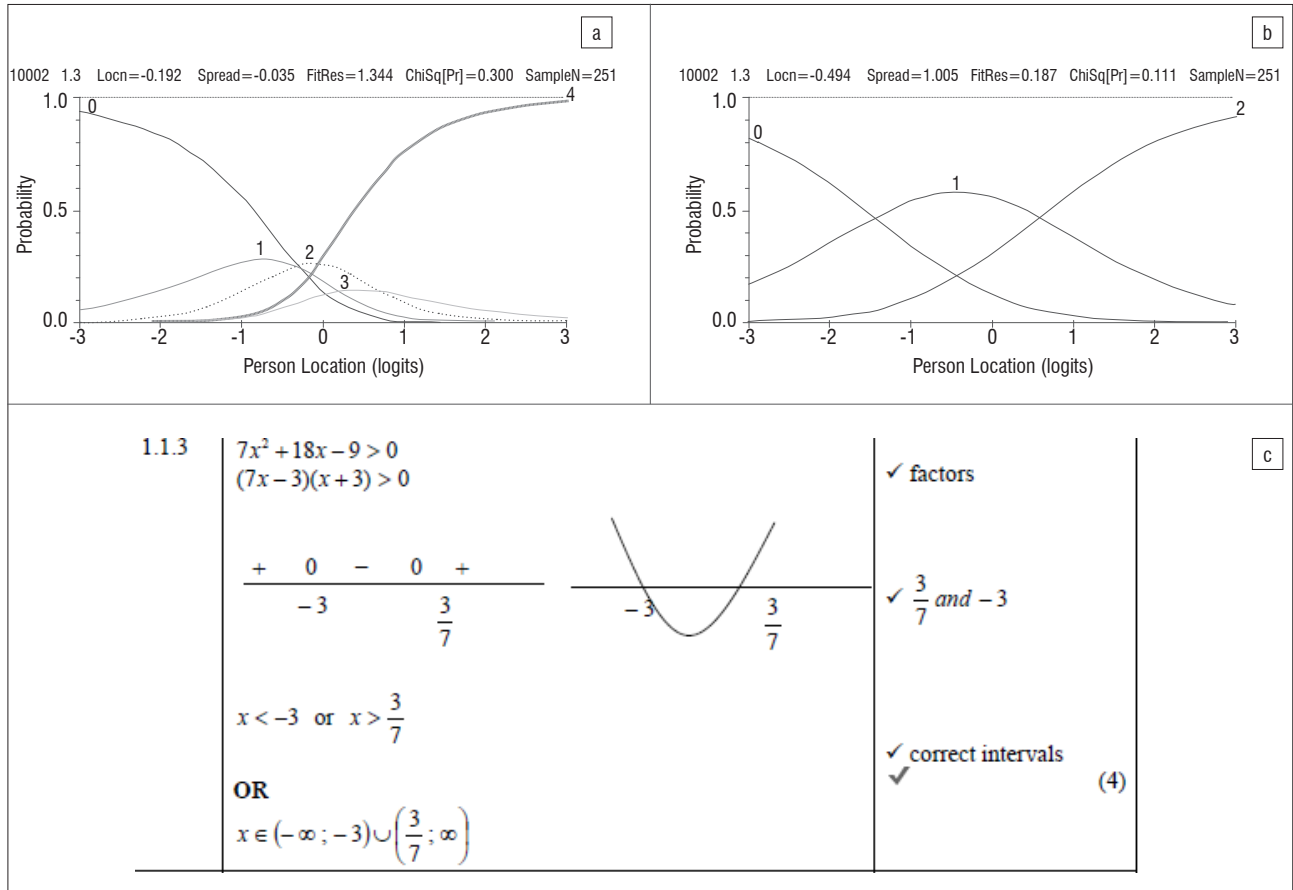 a
10002 1.3 Locn=-0.192 Spread=-0.035 FitRes=1.344 ChiSq[Pr]=0.300 SampleN=251
1.0
0.5
0.0
Probability
0
1
2
3
4
-3 -2 -1 0 1 2 3
Person Location (logits)
b
10002 1.3 Locn=-0.494 Spread=1.005 FitRes=0.187 ChiSq[Pr]=0.111 SampleN=251
1.0
0.5
0.0
Probability
0
1
2
-3 -2 -1 0 1 2 3
Person Location (logits)
c
1.1.3
7x² + 18x − 9 > 0
(7x − 3)(x + 3) > 0
✓ factors
+ 0 − 0 +
−3 3/7
−3 3/7
✓ 3/7 and −3
x < −3 or x > 3/7
✓ correct intervals
✓
(4)
OR
x ∈ (−∞ ; −3) ∪ (3/7 ; ∞)